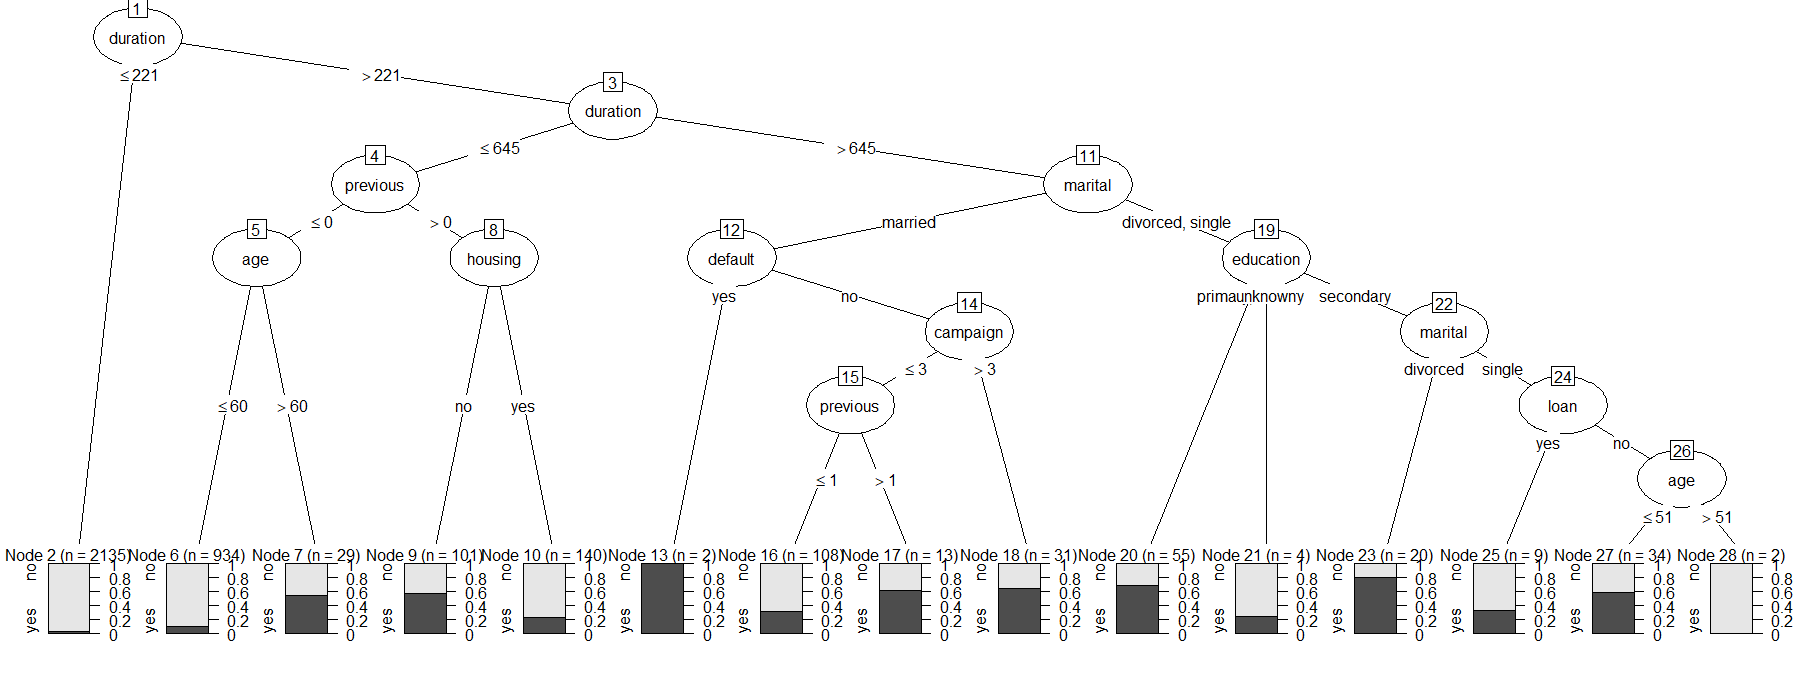 1
duration
≤ 221
> 221
3
duration
≤ 645
> 645
4
previous
11
marital
≤ 0
> 0
married
divorced, single
5
age
8
housing
12
default
19
education
yes
no
primaunknowny
secondary
14
campaign
22
marital
≤ 3
> 3
divorced
single
15
previous
24
loan
≤ 60
> 60
no
yes
yes
no
26
age
≤ 1
> 1
≤ 51
> 51
Node 2 (n = 2135)
no
yes
1
0.8
0.6
0.4
0.2
0
Node 6 (n = 934)
no
yes
1
0.8
0.6
0.4
0.2
0
Node 7 (n = 29)
no
yes
1
0.8
0.6
0.4
0.2
0
Node 9 (n = 101)
no
yes
1
0.8
0.6
0.4
0.2
0
Node 10 (n = 140)
no
yes
1
0.8
0.6
0.4
0.2
0
Node 13 (n = 2)
no
yes
1
0.8
0.6
0.4
0.2
0
Node 16 (n = 108)
no
yes
1
0.8
0.6
0.4
0.2
0
Node 17 (n = 13)
no
yes
1
0.8
0.6
0.4
0.2
0
Node 18 (n = 31)
no
yes
1
0.8
0.6
0.4
0.2
0
Node 20 (n = 55)
no
yes
1
0.8
0.6
0.4
0.2
0
Node 21 (n = 4)
no
yes
1
0.8
0.6
0.4
0.2
0
Node 23 (n = 20)
no
yes
1
0.8
0.6
0.4
0.2
0
Node 25 (n = 9)
no
yes
1
0.8
0.6
0.4
0.2
0
Node 27 (n = 34)
no
yes
1
0.8
0.6
0.4
0.2
0
Node 28 (n = 2)
no
yes
1
0.8
0.6
0.4
0.2
0